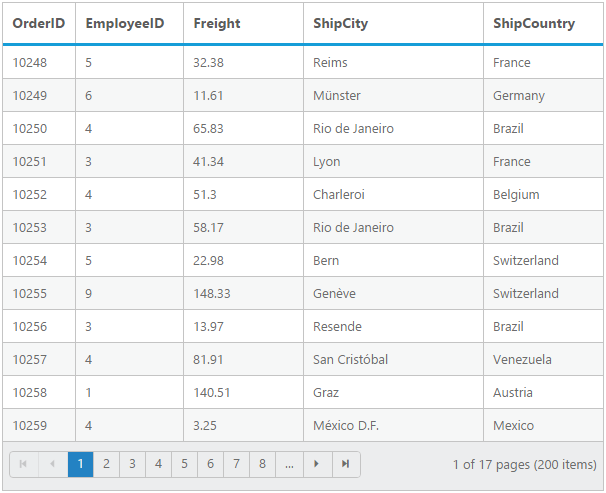 OrderID EmployeeID Freight ShipCity ShipCountry
10248 5 32.38 Reims France
10249 6 11.61 Münster Germany
10250 4 65.83 Rio de Janeiro Brazil
10251 3 41.34 Lyon France
10252 4 51.3 Charleroi Belgium
10253 3 58.17 Rio de Janeiro Brazil
10254 5 22.98 Bern Switzerland
10255 9 148.33 Genève Switzerland
10256 3 13.97 Resende Brazil
10257 4 81.91 San Cristóbal Venezuela
10258 1 140.51 Graz Austria
10259 4 3.25 México D.F. Mexico
1 2 3 4 5 6 7 8 ... 1 of 17 pages (200 items)